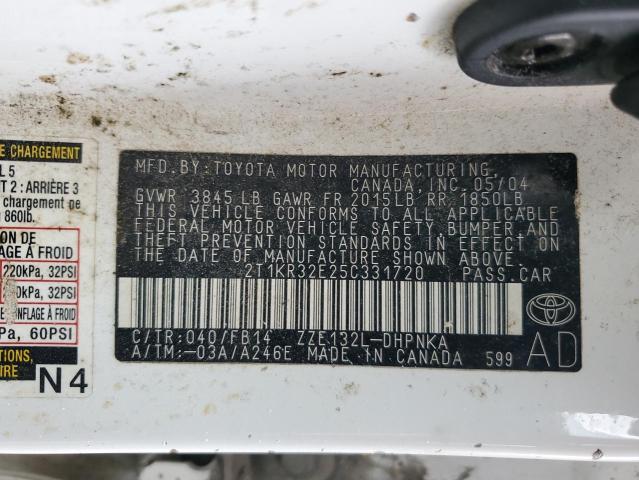 E CHARGEMENT
L 5
T 2 : ARRIÈRE 3
chargement de
860lb.
ON DE
LAGE À FROID
220kPa, 32PSI
kPa, 32PSI
NFLAGE À FROID
Pa, 60PSI
TIONS /
IRE
N4
MFD. BY: TOYOTA MOTOR MANUFACTURING,
CANADA, INC. 05/04
GVWR 3845 LB GAWR FR 2015LB RR 1850LB
THIS VEHICLE CONFORMS TO ALL APPLICABLE
FEDERAL MOTOR VEHICLE SAFETY, BUMPER, AND
THEFT PREVENTION STANDARDS IN EFFECT ON
THE DATE OF MANUFACTURE SHOWN ABOVE.
2T1KR32E25C331720 PASS. CAR
C/TR: 040/FB14 ZZE132L-DHPNKA
A/TM: -03A/A246E MADE IN CANADA 599
AD